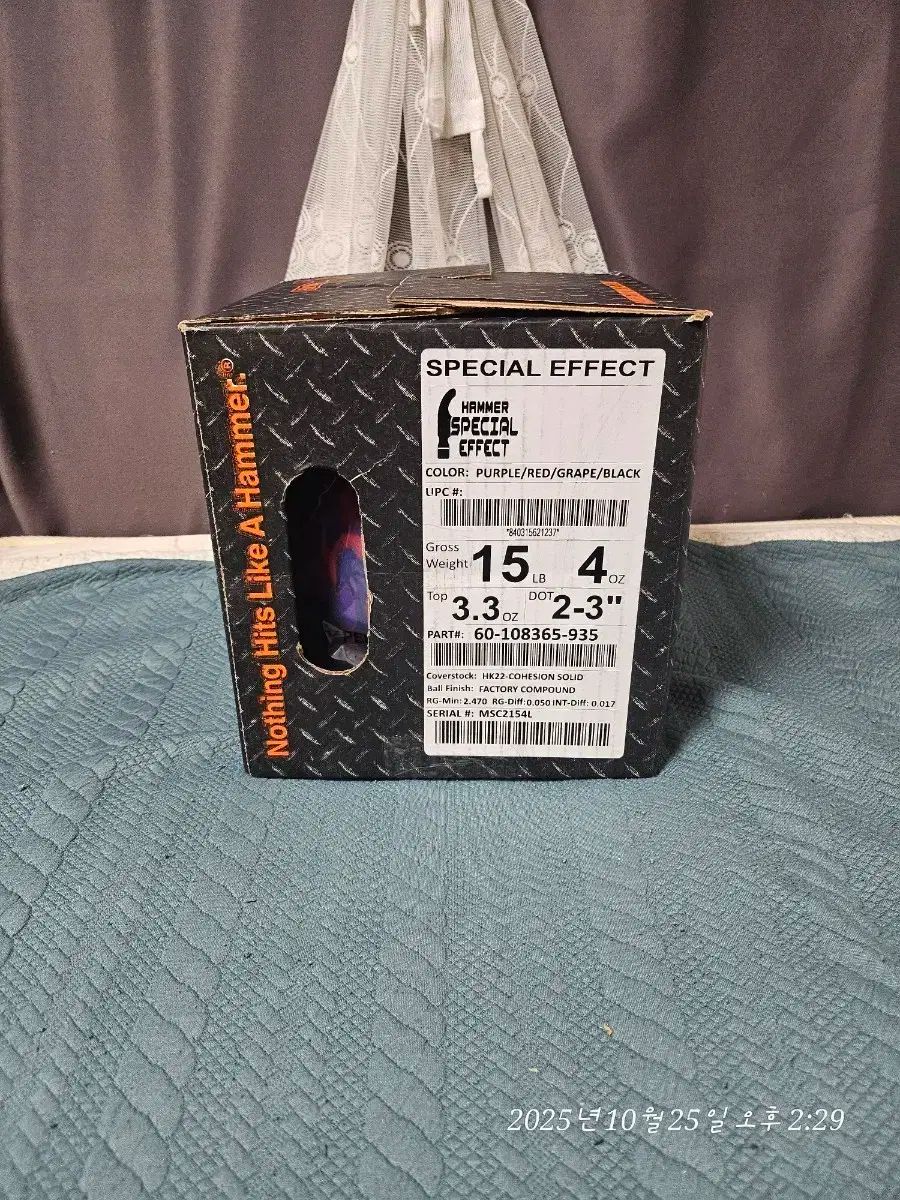 Nothing Hits Like A Hammer.®
SPECIAL EFFECT
HAMMER
SPECIAL
EFFECT
COLOR: PURPLE/RED/GRAPE/BLACK
UPC #:
*840315621237*
Gross Weight 15 LB 4 OZ
Top 3.3 OZ DOT 2-3"
PART#: 60-108365-935
Coverstock: HK22-COHESION SOLID
Ball Finish: FACTORY COMPOUND
RG-Min: 2.470 RG-Diff: 0.050 INT-Diff: 0.017
SERIAL #: MSC2154L
2025년 10월 25일 오후 2:29